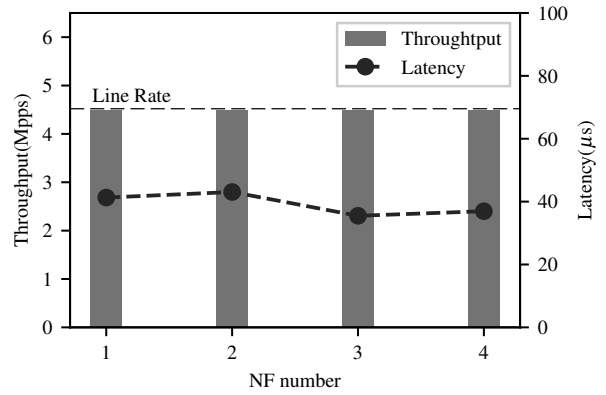 Throughtput
Latency
Line Rate
Throughput(Mpps)
6
5
4
3
2
1
0
Latency(μs)
100
80
60
40
20
0
1 2 3 4
NF number